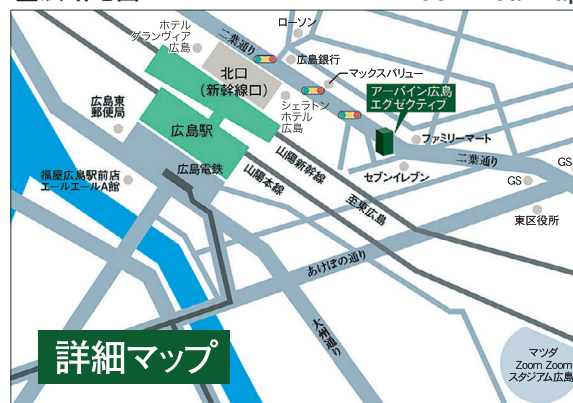 ホテル
グランヴィア
広島
二葉通り
ローソン
広島銀行
北口
(新幹線口)
マックスバリュー
アーバイン広島
エグゼクティブ
シェラトン
ホテル
広島
広島東
郵便局
広島駅
ファミリーマート
二葉通り
広島電鉄
山陽新幹線
セブンイレブン
福屋広島駅前店
エールエールA館
山陽本線
至東広島
GS
GS
東区役所
あけぼの通り
大州通り
詳細マップ
マツダ
Zoom Zoom
スタジアム広島